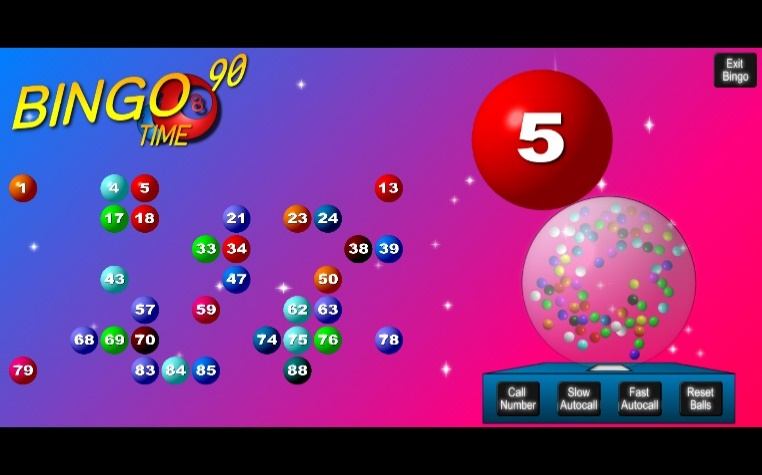 BINGO 90
TIME
Exit
Bingo
5
1 4 5 13
17 18 21 23 24
33 34 38 39
43 47 50
57 59 62 63
68 69 70 74 75 76 78
79 83 84 85 88
Call
Number
Slow
Autocall
Fast
Autocall
Reset
Balls